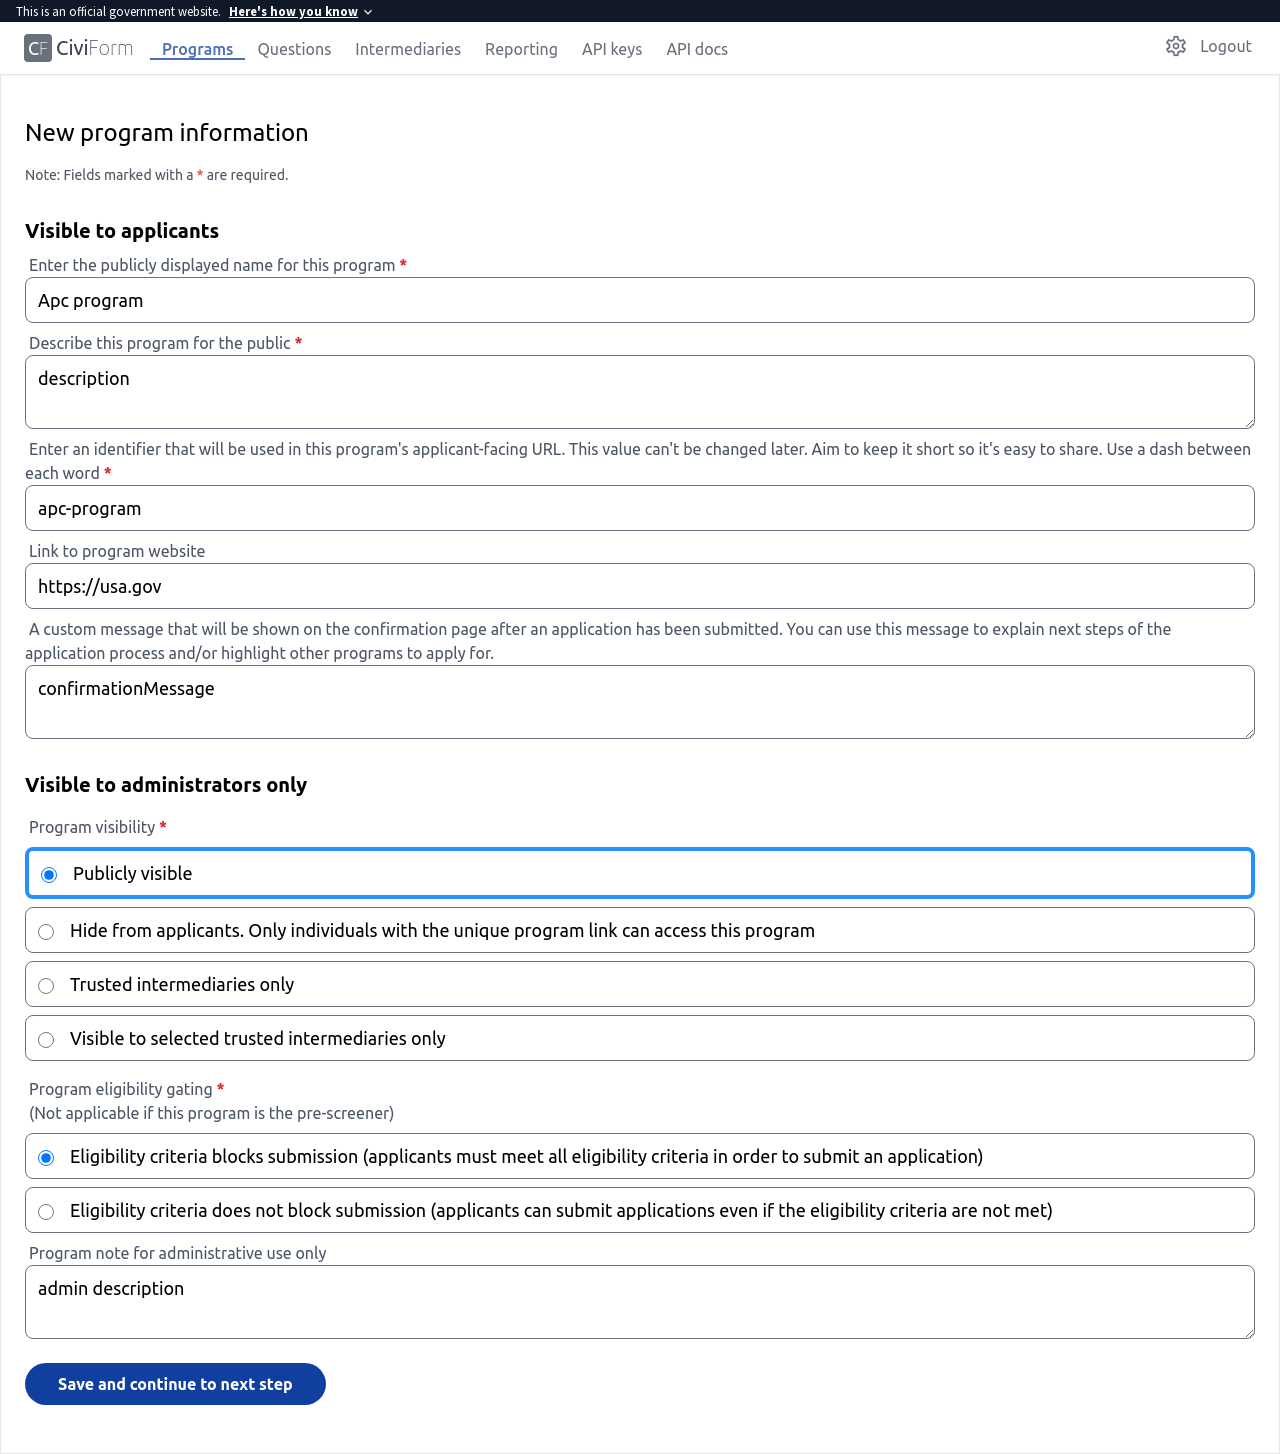 This is an official government website. Here's how you know
CF CiviForm Programs Questions Intermediaries Reporting API keys API docs Logout
New program information
Note: Fields marked with a * are required.
Visible to applicants
Enter the publicly displayed name for this program *
Apc program
Describe this program for the public *
description
Enter an identifier that will be used in this program's applicant-facing URL. This value can't be changed later. Aim to keep it short so it's easy to share. Use a dash between
each word *
apc-program
Link to program website
https://usa.gov
A custom message that will be shown on the confirmation page after an application has been submitted. You can use this message to explain next steps of the
application process and/or highlight other programs to apply for.
confirmationMessage
Visible to administrators only
Program visibility *
Publicly visible
Hide from applicants. Only individuals with the unique program link can access this program
Trusted intermediaries only
Visible to selected trusted intermediaries only
Program eligibility gating *
(Not applicable if this program is the pre-screener)
Eligibility criteria blocks submission (applicants must meet all eligibility criteria in order to submit an application)
Eligibility criteria does not block submission (applicants can submit applications even if the eligibility criteria are not met)
Program note for administrative use only
admin description
Save and continue to next step